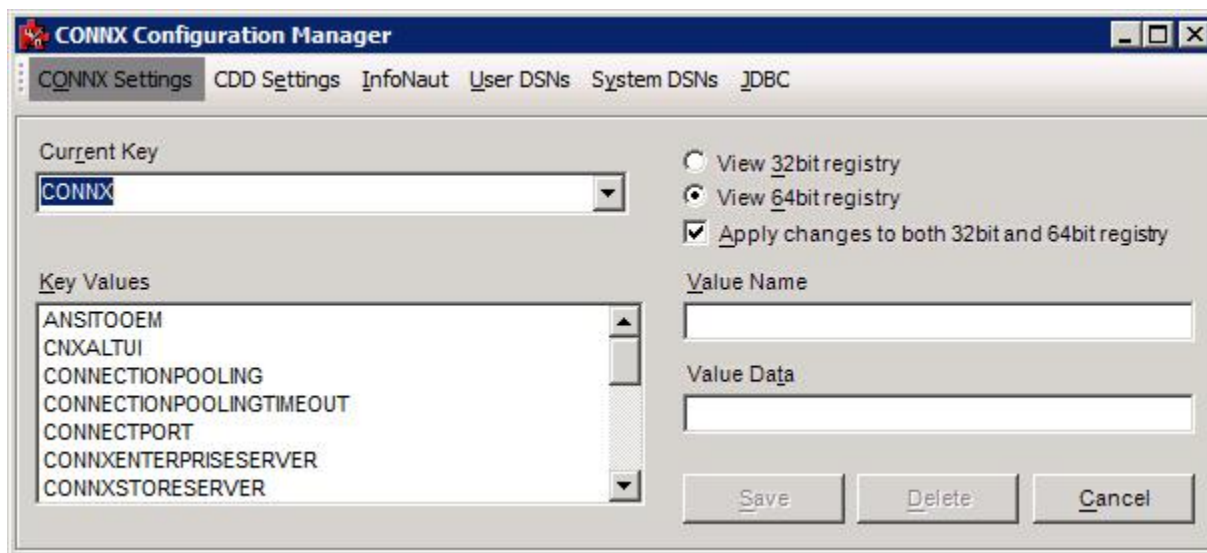 CONNX Configuration Manager
CONNX Settings CDD Settings InfoNaut User DSNs System DSNs JDBC
Current Key
CONNX
View 32bit registry
View 64bit registry
Apply changes to both 32bit and 64bit registry
Key Values
ANSITOOEM
CNXALTUI
CONNECTIONPOOLING
CONNECTIONPOOLINGTIMEOUT
CONNECTPORT
CONNXENTERPRISESERVER
CONNXSTORESERVER
Value Name
Value Data
Save Delete Cancel